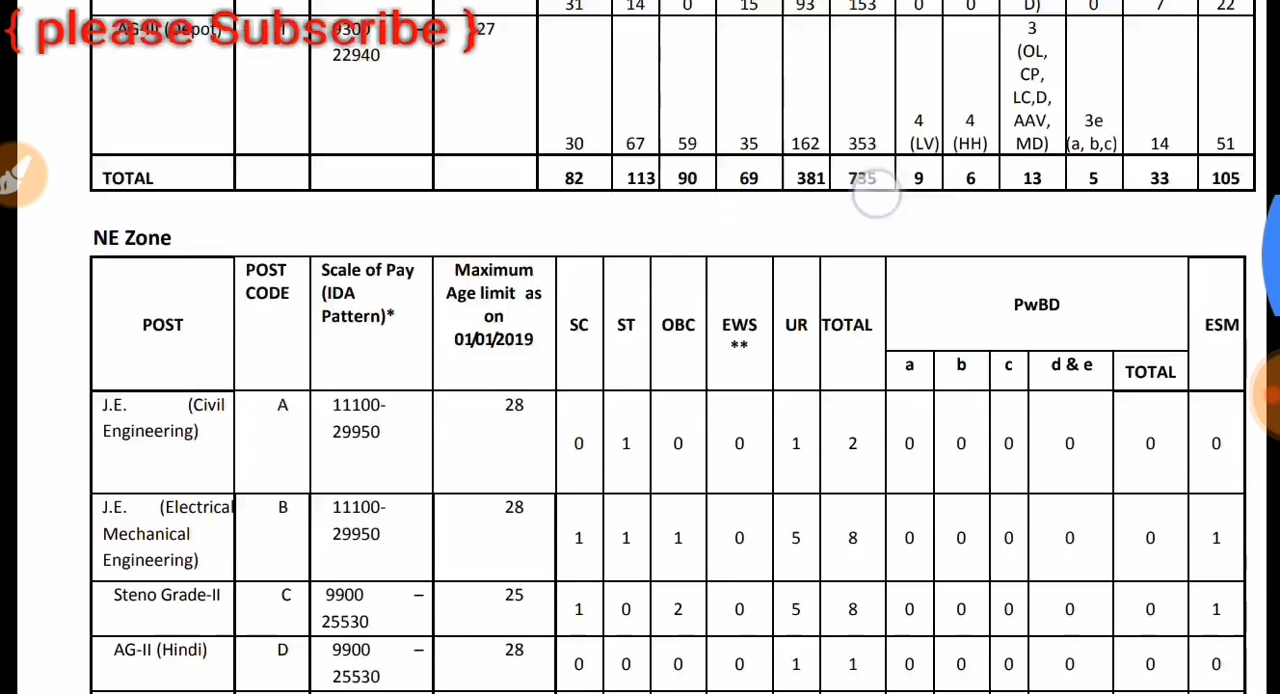 31 14 0 15 93 153 0 0 D) 0 7 22
{ please Subscribe }
AG-III (Depot) I 9300 – 27
22940
3
(OL,
CP,
LC,D,
4 4 AAV, 3e
30 67 59 35 162 353 (LV) (HH) MD) (a, b,c) 14 51
TOTAL 82 113 90 69 381 735 9 6 13 5 33 105
NE Zone
POST POST CODE Scale of Pay (IDA Pattern)* Maximum Age limit as on 01/01/2019 SC ST OBC EWS ** UR TOTAL PwBD ESM
a b c d & e TOTAL
J.E. (Civil A 11100- 28
Engineering) 29950
0 1 0 0 1 2 0 0 0 0 0 0
J.E. (Electrical B 11100- 28
Mechanical 29950
1 1 1 0 5 8 0 0 0 0 0 1
Engineering)
Steno Grade-II C 9900 – 25
25530 1 0 2 0 5 8 0 0 0 0 0 1
AG-II (Hindi) D 9900 – 28
25530 0 0 0 0 1 1 0 0 0 0 0 0